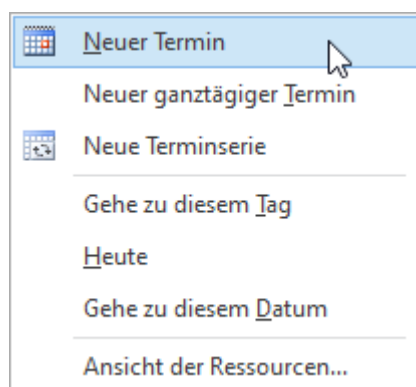 Neuer Termin
Neuer ganztägiger Termin
Neue Terminserie
Gehe zu diesem Tag
Heute
Gehe zu diesem Datum
Ansicht der Ressourcen...